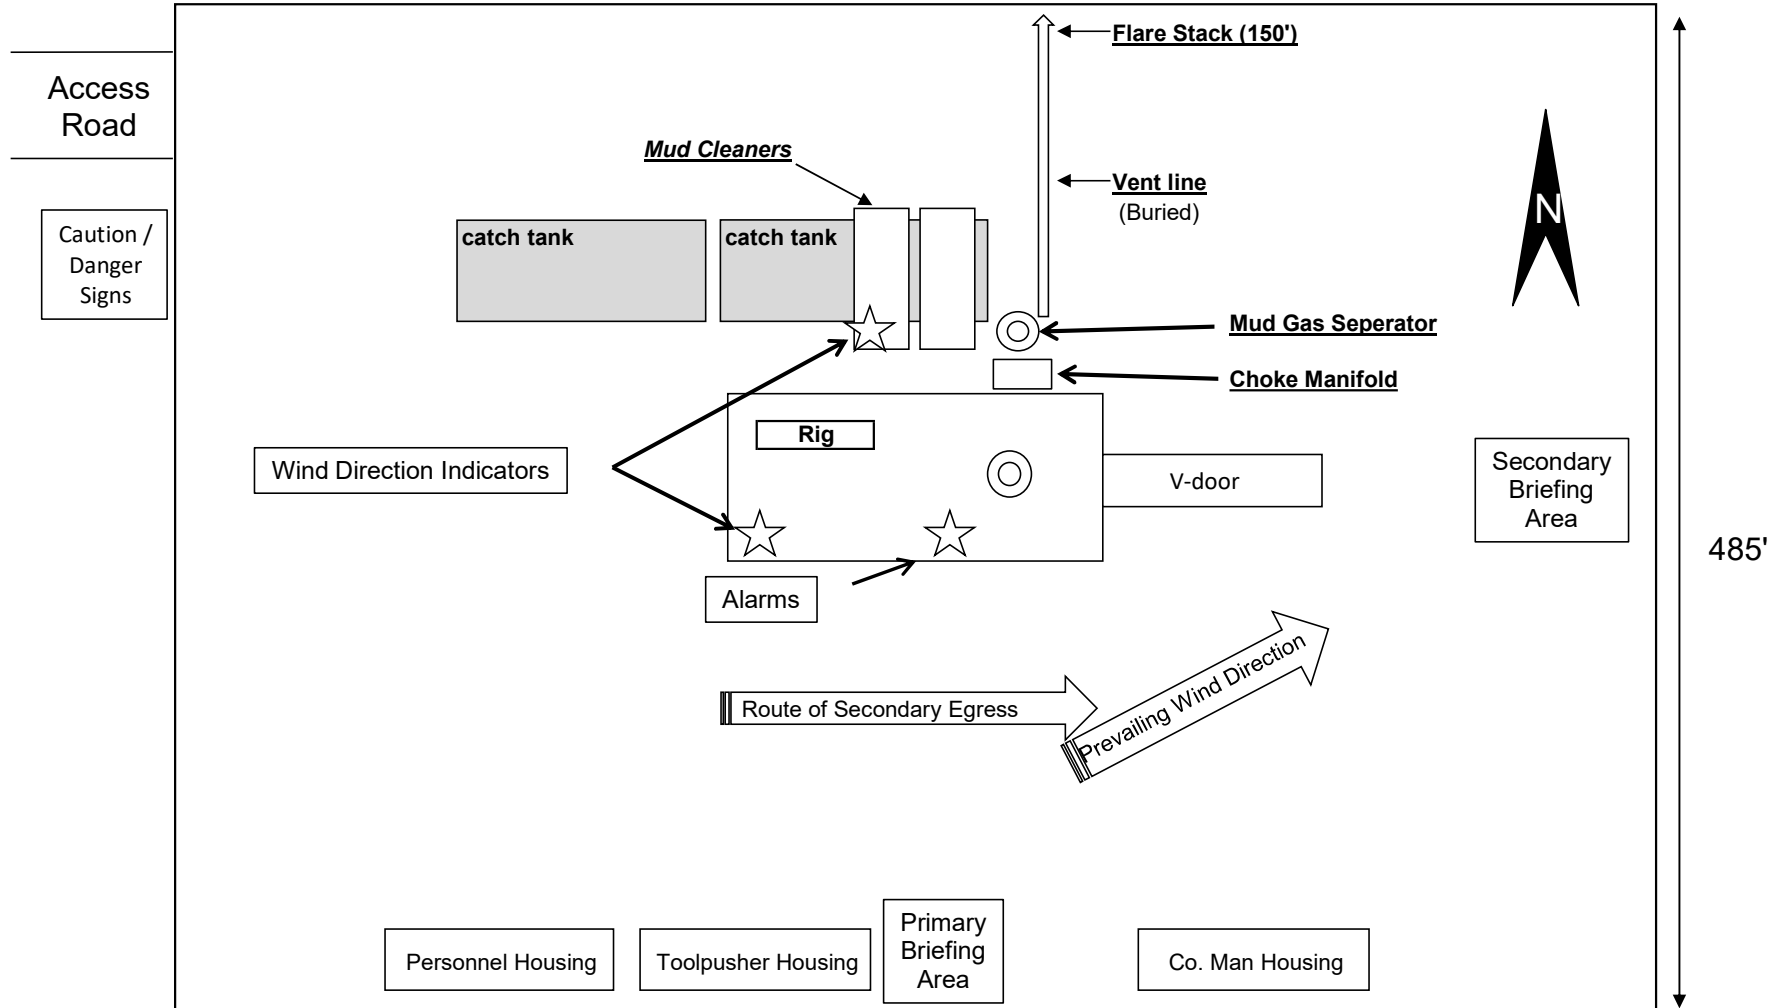 Flare Stack (150')
Access
Road
Mud Cleaners
Vent line
(Buried)
N
Caution /
Danger
Signs
catch tank
catch tank
Mud Gas Seperator
Choke Manifold
Rig
Wind Direction Indicators
V-door
Secondary
Briefing
Area
485'
Alarms
Route of Secondary Egress
Prevailing Wind Direction
Personnel Housing
Toolpusher Housing
Primary
Briefing
Area
Co. Man Housing